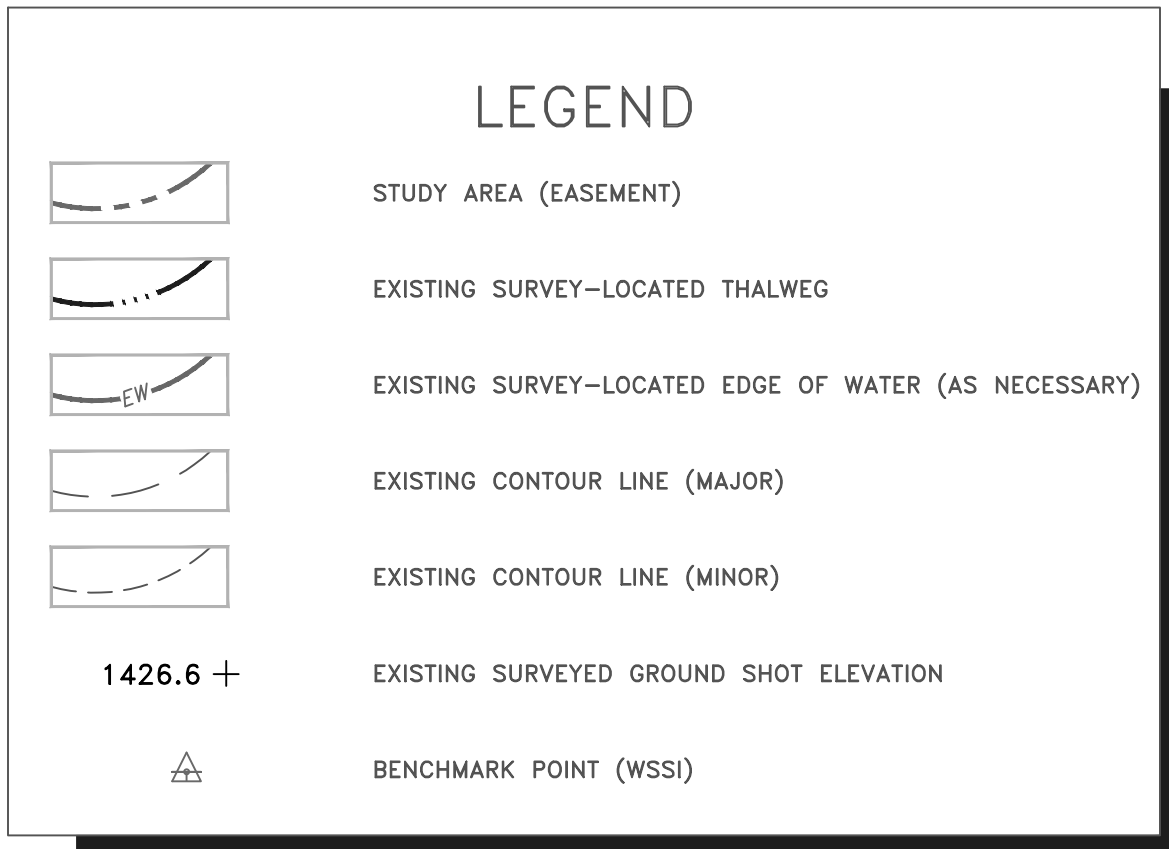 LEGEND
STUDY AREA (EASEMENT)
EXISTING SURVEY-LOCATED THALWEG
EW EXISTING SURVEY-LOCATED EDGE OF WATER (AS NECESSARY)
EXISTING CONTOUR LINE (MAJOR)
EXISTING CONTOUR LINE (MINOR)
1426.6 + EXISTING SURVEYED GROUND SHOT ELEVATION
BENCHMARK POINT (WSSI)